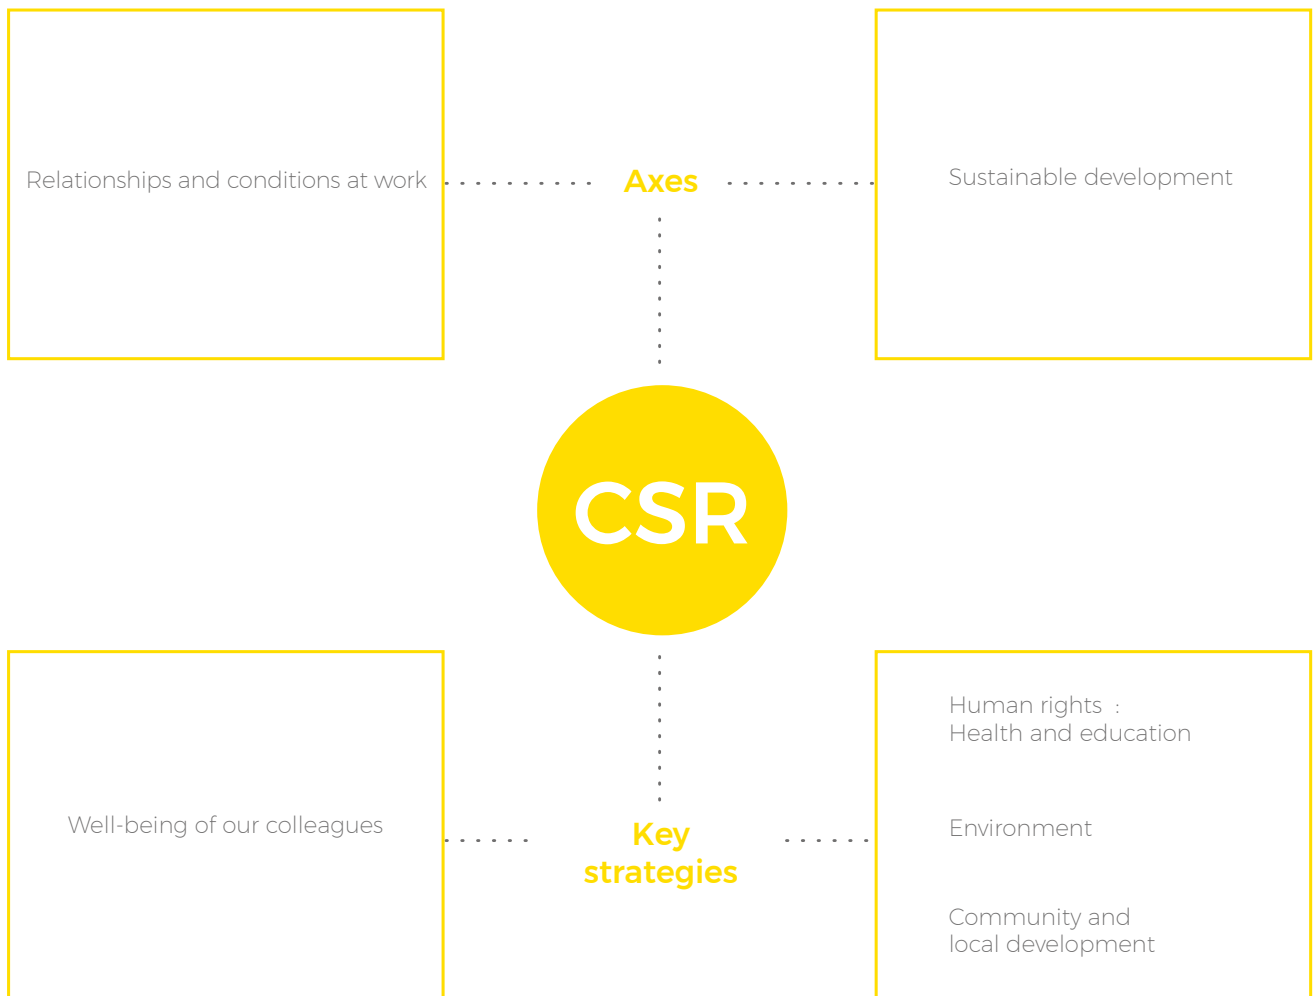 Relationships and conditions at work
Axes
Sustainable development
CSR
Well-being of our colleagues
Key
strategies
Human rights :
Health and education
Environment
Community and
local development